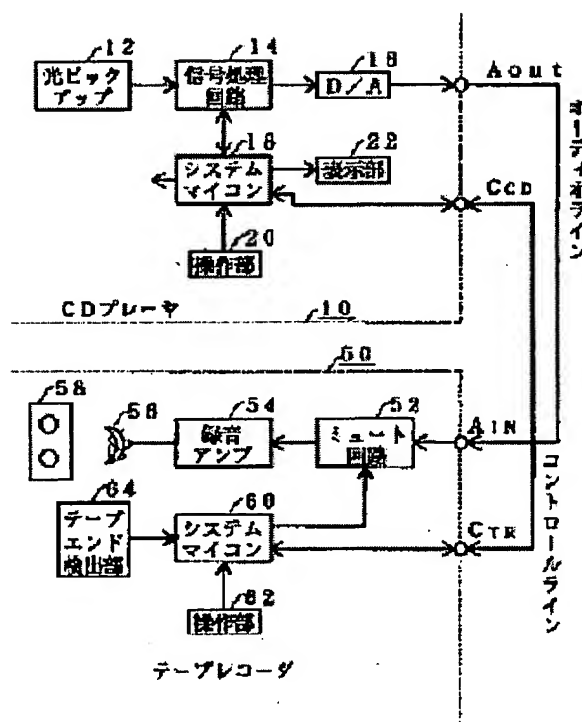 12
14
18
Aout
光ピック
アップ
信号処理
回路
D/A
18
22
システム
マイコン
表示部
CCD
オーディオライン
20
操作部
CDプレーヤ
10
50
58
56
54
52
AIN
録音
アンプ
ミュート
回路
64
60
テープ
エンド
検出部
システム
マイコン
CTR
コントロールライン
62
操作部
テープレコーダ